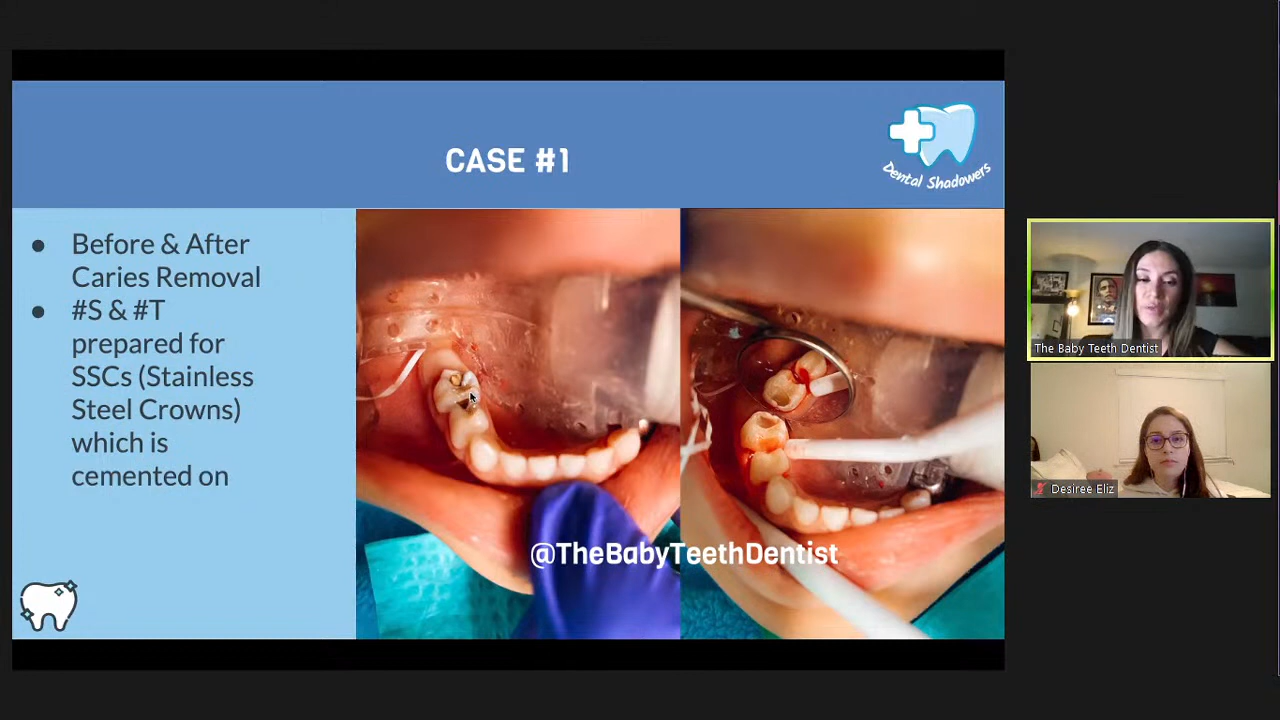 CASE #1
Dental Shadowers
● Before & After
Caries Removal
● #S & #T
prepared for
SSCs (Stainless
Steel Crowns)
which is
cemented on
@TheBabyTeethDentist
The Baby Teeth Dentist
Desiree Eliz